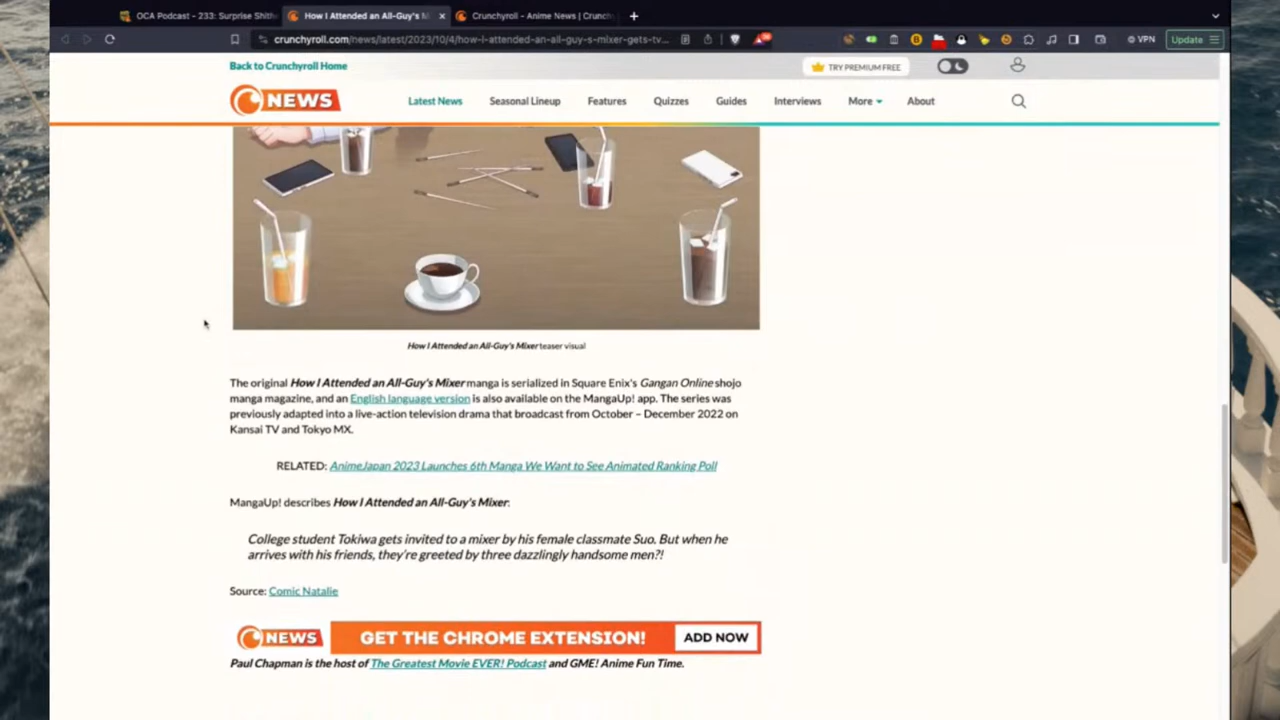 OCA Podcast - 233: Surprise Shith
How I Attended an All-Guy's M
Crunchyroll - Anime News | Crunchy
crunchyroll.com/news/latest/2023/10/4/how-i-attended-an-all-guy-s-mixer-gets-tv...
VPN
Update
Back to Crunchyroll Home
TRY PREMIUM FREE
NEWS
Latest News
Seasonal Lineup
Features
Quizzes
Guides
Interviews
More
About
How I Attended an All-Guy's Mixer teaser visual
The original How I Attended an All-Guy's Mixer manga is serialized in Square Enix's Gangan Online shojo
manga magazine, and an English language version is also available on the MangaUp! app. The series was
previously adapted into a live-action television drama that broadcast from October – December 2022 on
Kansai TV and Tokyo MX.
RELATED: AnimeJapan 2023 Launches 6th Manga We Want to See Animated Ranking Poll
MangaUp! describes How I Attended an All-Guy's Mixer:
College student Tokiwa gets invited to a mixer by his female classmate Suo. But when he
arrives with his friends, they're greeted by three dazzlingly handsome men?!
Source: Comic Natalie
NEWS GET THE CHROME EXTENSION! ADD NOW
Paul Chapman is the host of The Greatest Movie EVER! Podcast and GME! Anime Fun Time.